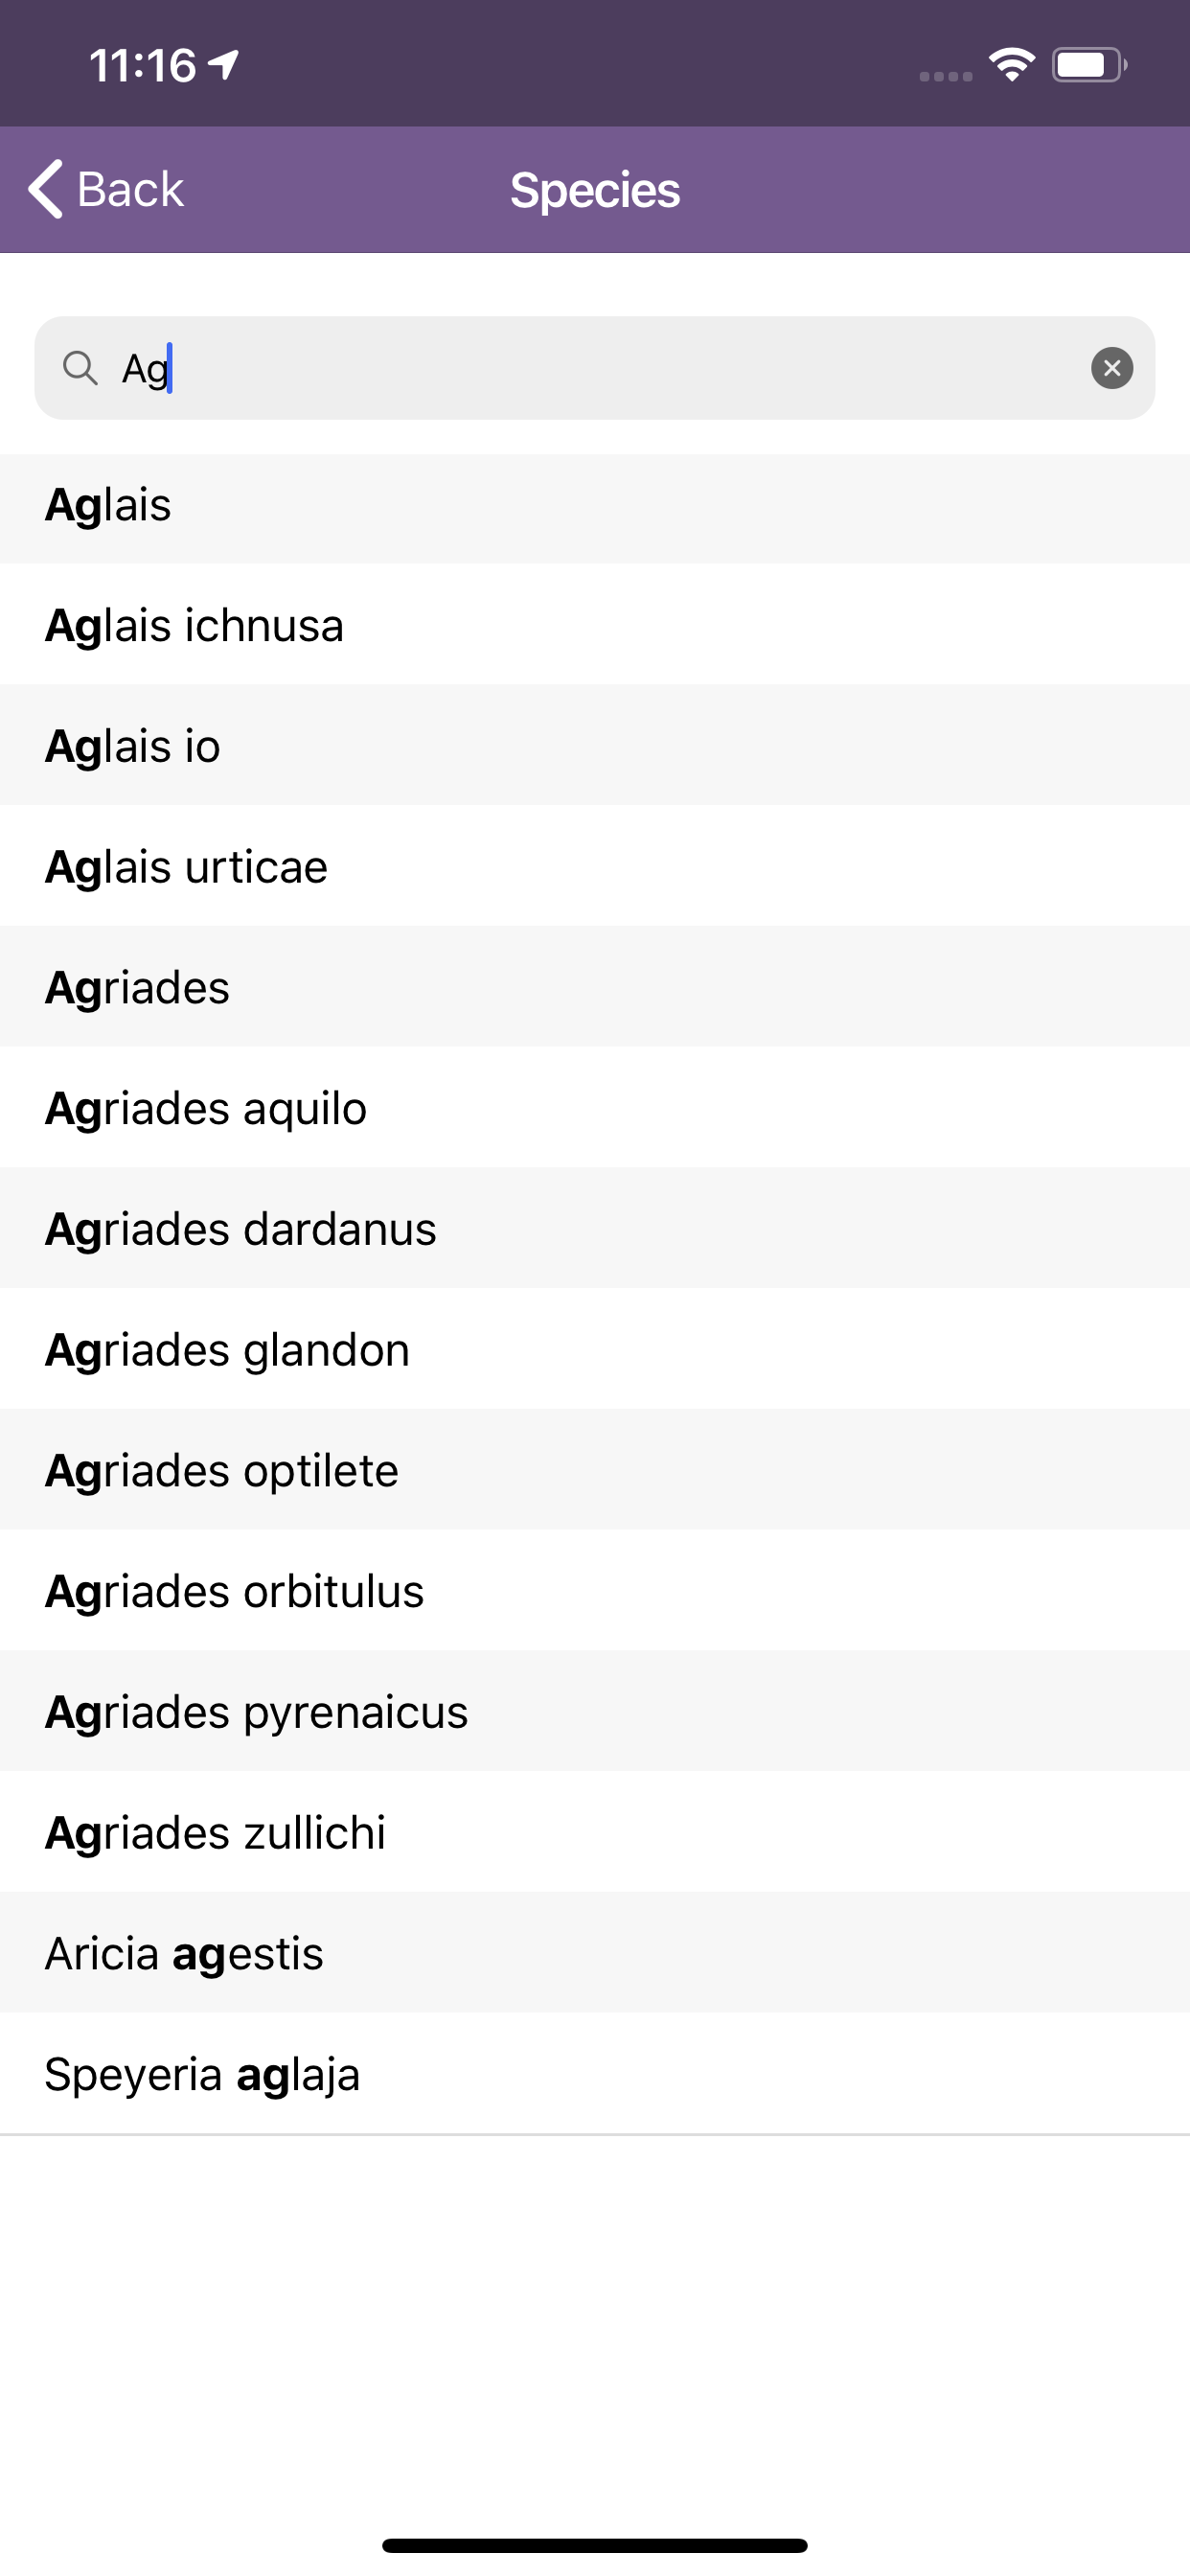 11:16
Back
Species
Ag
Aglais
Aglais ichnusa
Aglais io
Aglais urticae
Agriades
Agriades aquilo
Agriades dardanus
Agriades glandon
Agriades optilete
Agriades orbitulus
Agriades pyrenaicus
Agriades zullichi
Aricia agestis
Speyeria aglaja